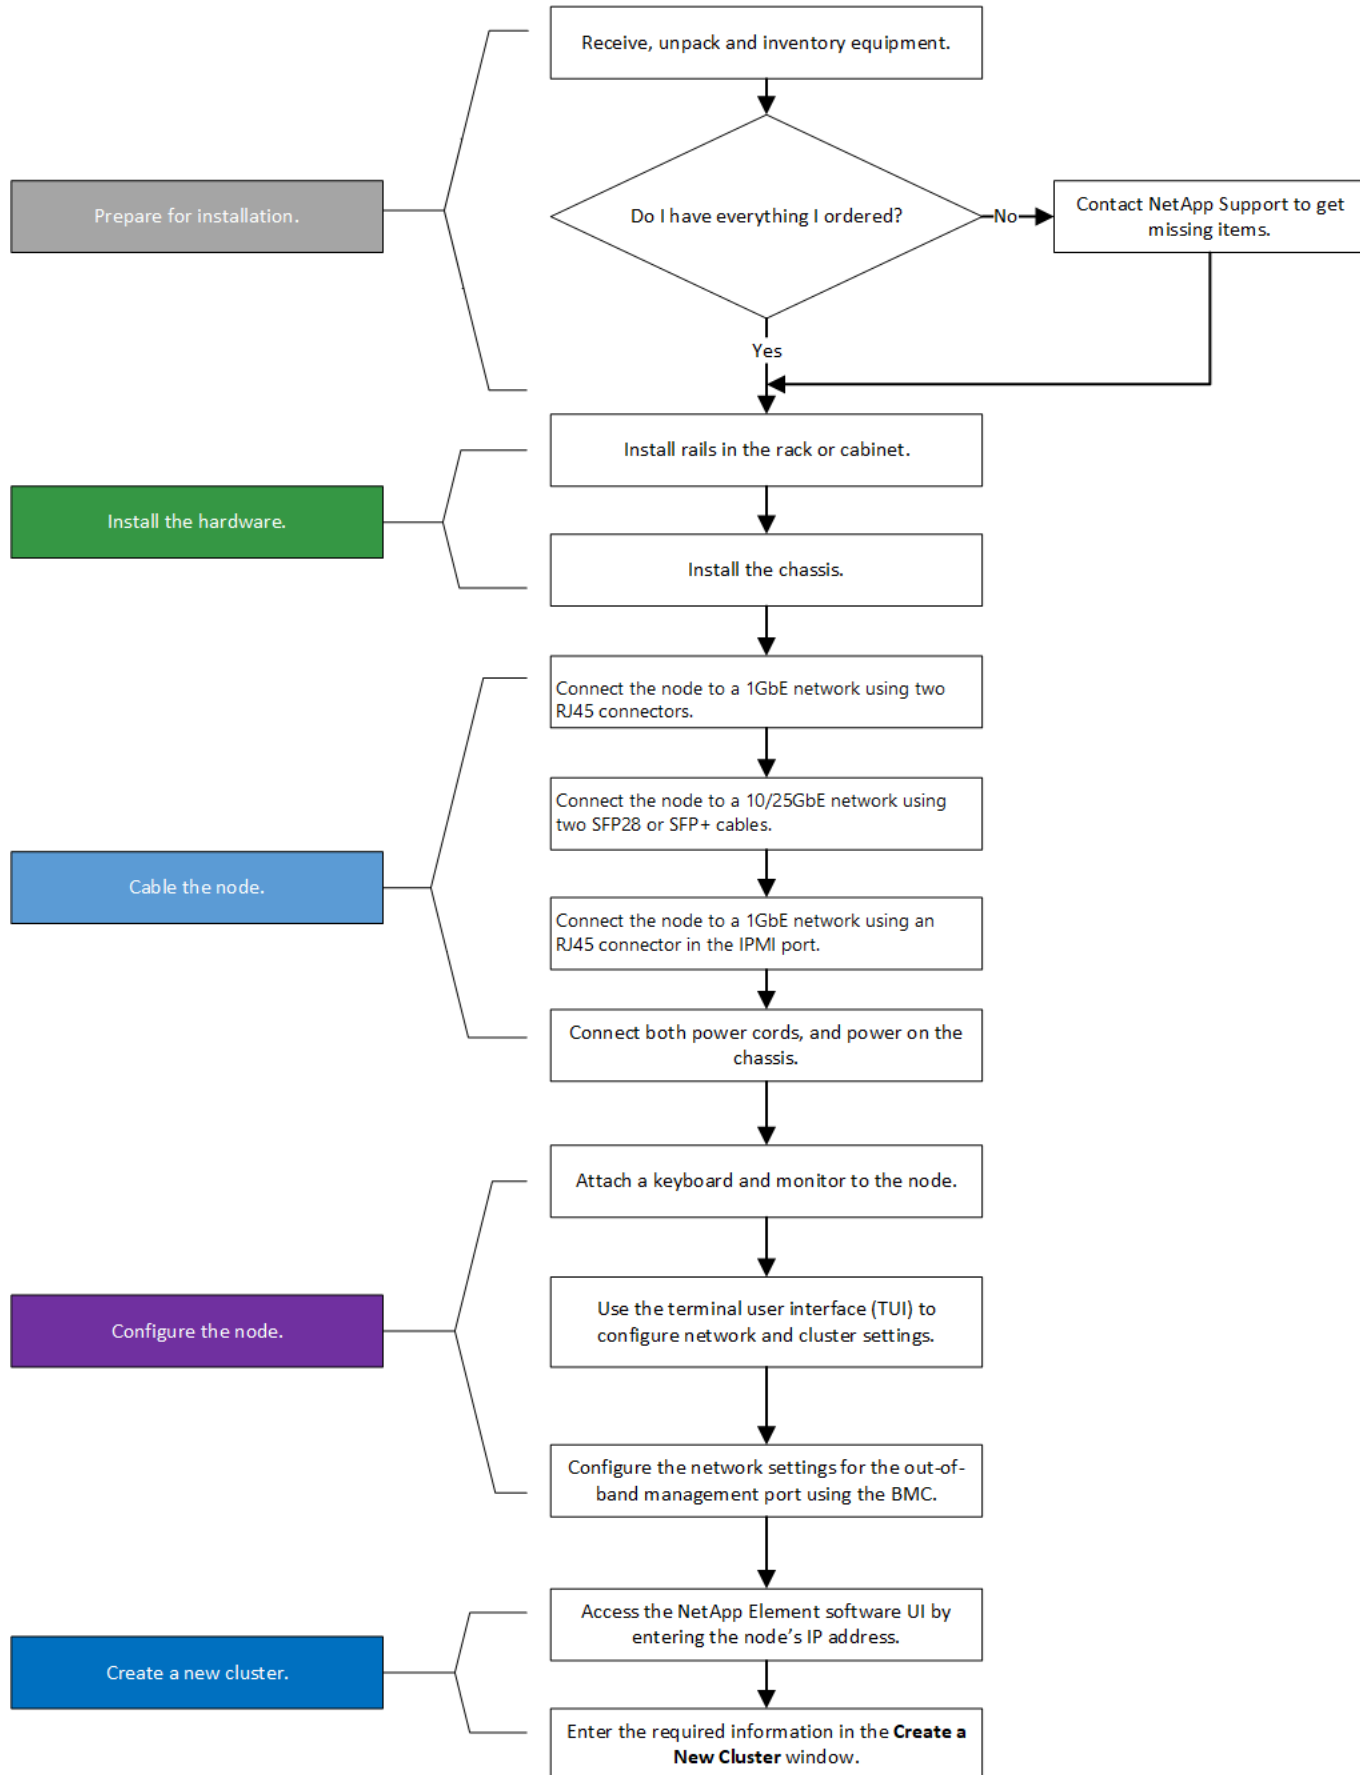 Receive, unpack and inventory equipment.
Prepare for installation.
Do I have everything I ordered?
No
Contact NetApp Support to get
missing items.
Yes
Install rails in the rack or cabinet.
Install the hardware.
Install the chassis.
Connect the node to a 1GbE network using two
RJ45 connectors.
Connect the node to a 10/25GbE network using
two SFP28 or SFP+ cables.
Cable the node.
Connect the node to a 1GbE network using an
RJ45 connector in the IPMI port.
Connect both power cords, and power on the
chassis.
Attach a keyboard and monitor to the node.
Use the terminal user interface (TUI) to
configure network and cluster settings.
Configure the node.
Configure the network settings for the out-of-
band management port using the BMC.
Access the NetApp Element software UI by
entering the node’s IP address.
Create a new cluster.
Enter the required information in the Create a
New Cluster window.